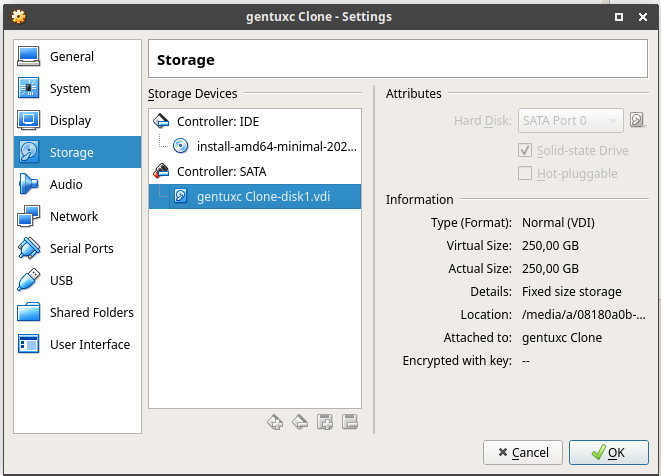 gentuxc Clone - Settings
General
System
Display
Storage
Audio
Network
Serial Ports
USB
Shared Folders
User Interface
Storage
Storage Devices
Controller: IDE
install-amd64-minimal-202...
Controller: SATA
gentuxc Clone-disk1.vdi
Attributes
Hard Disk: SATA Port 0
Solid-state Drive
Hot-pluggable
Information
Type (Format): Normal (VDI)
Virtual Size: 250,00 GB
Actual Size: 250,00 GB
Details: Fixed size storage
Location: /media/a/08180a0b-...
Attached to: gentuxc Clone
Encrypted with key: --
Cancel
OK